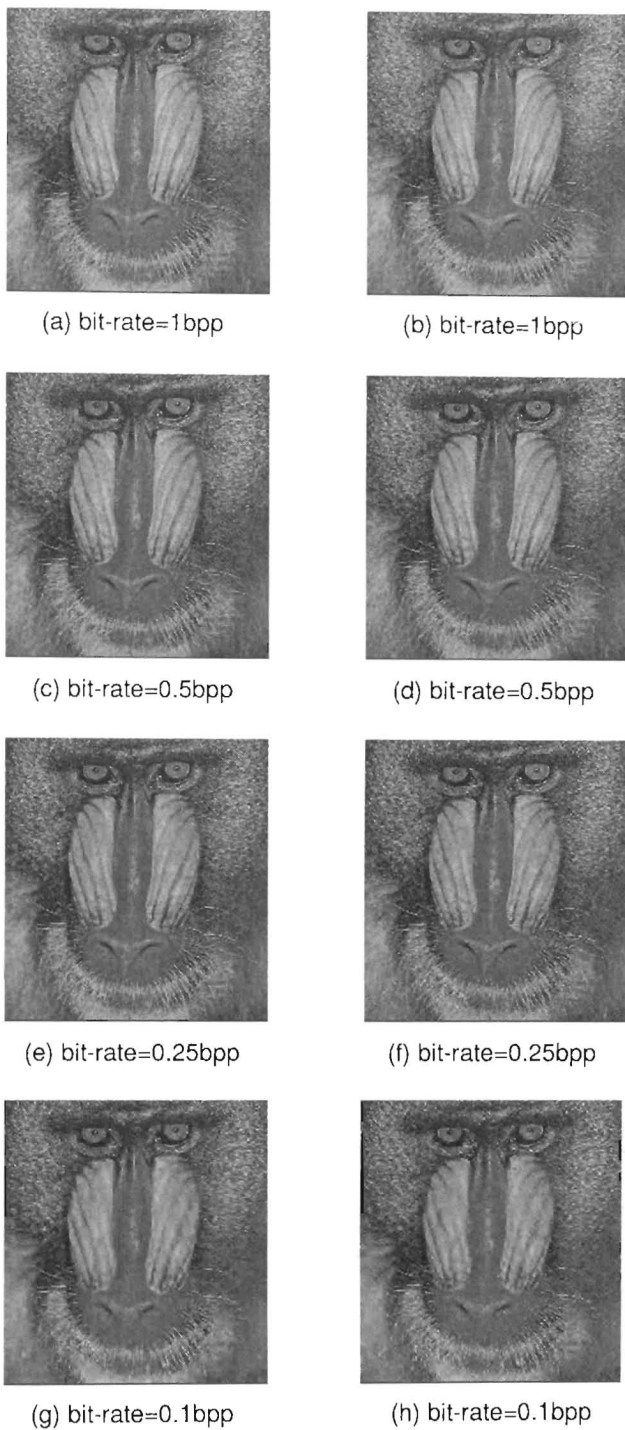 (a) bit-rate=1bpp
(b) bit-rate=1bpp
(c) bit-rate=0.5bpp
(d) bit-rate=0.5bpp
(e) bit-rate=0.25bpp
(f) bit-rate=0.25bpp
(g) bit-rate=0.1bpp
(h) bit-rate=0.1bpp